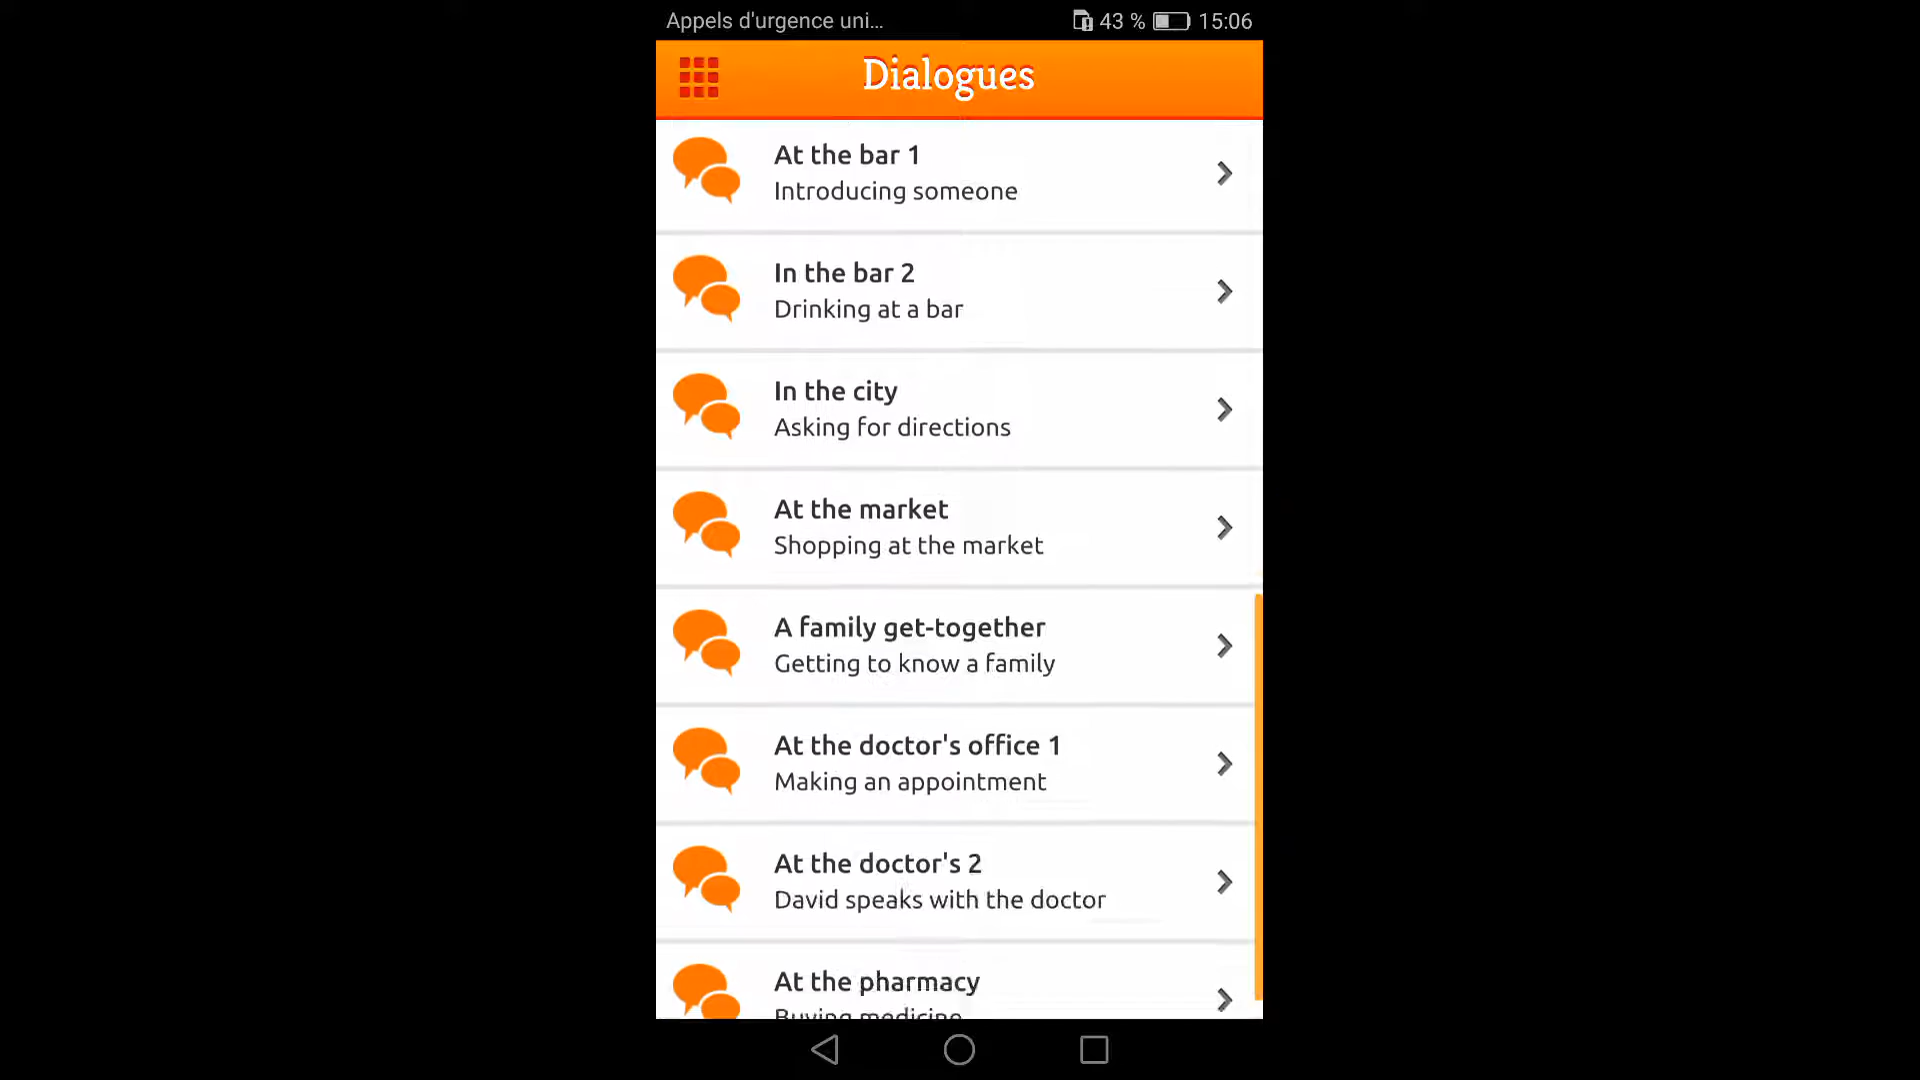 Appels d'urgence uni...
43 %
15:06
Dialogues
At the bar 1
Introducing someone
In the bar 2
Drinking at a bar
In the city
Asking for directions
At the market
Shopping at the market
A family get-together
Getting to know a family
At the doctor's office 1
Making an appointment
At the doctor's 2
David speaks with the doctor
At the pharmacy
Buying medicine